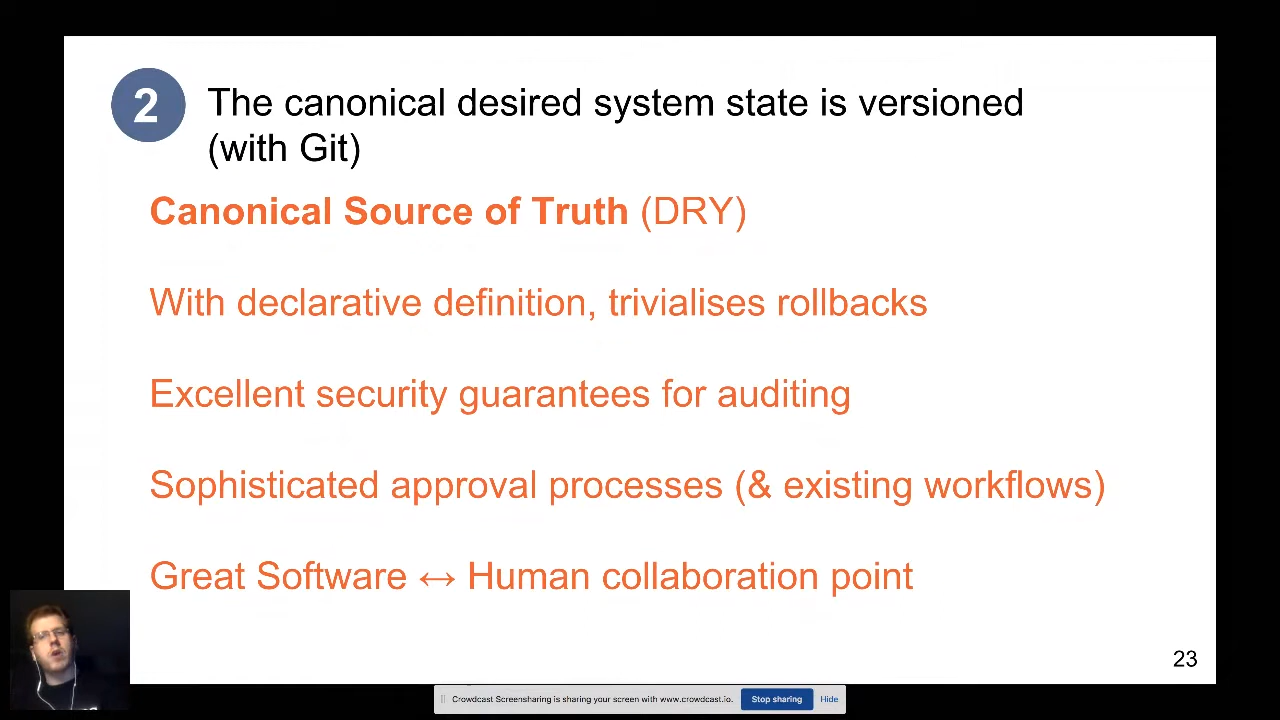 2
The canonical desired system state is versioned
(with Git)
Canonical Source of Truth (DRY)
With declarative definition, trivialises rollbacks
Excellent security guarantees for auditing
Sophisticated approval processes (& existing workflows)
Great Software ↔ Human collaboration point
23
Crowdcast Screensharing is sharing your screen with www.crowdcast.io.
Stop sharing
Hide